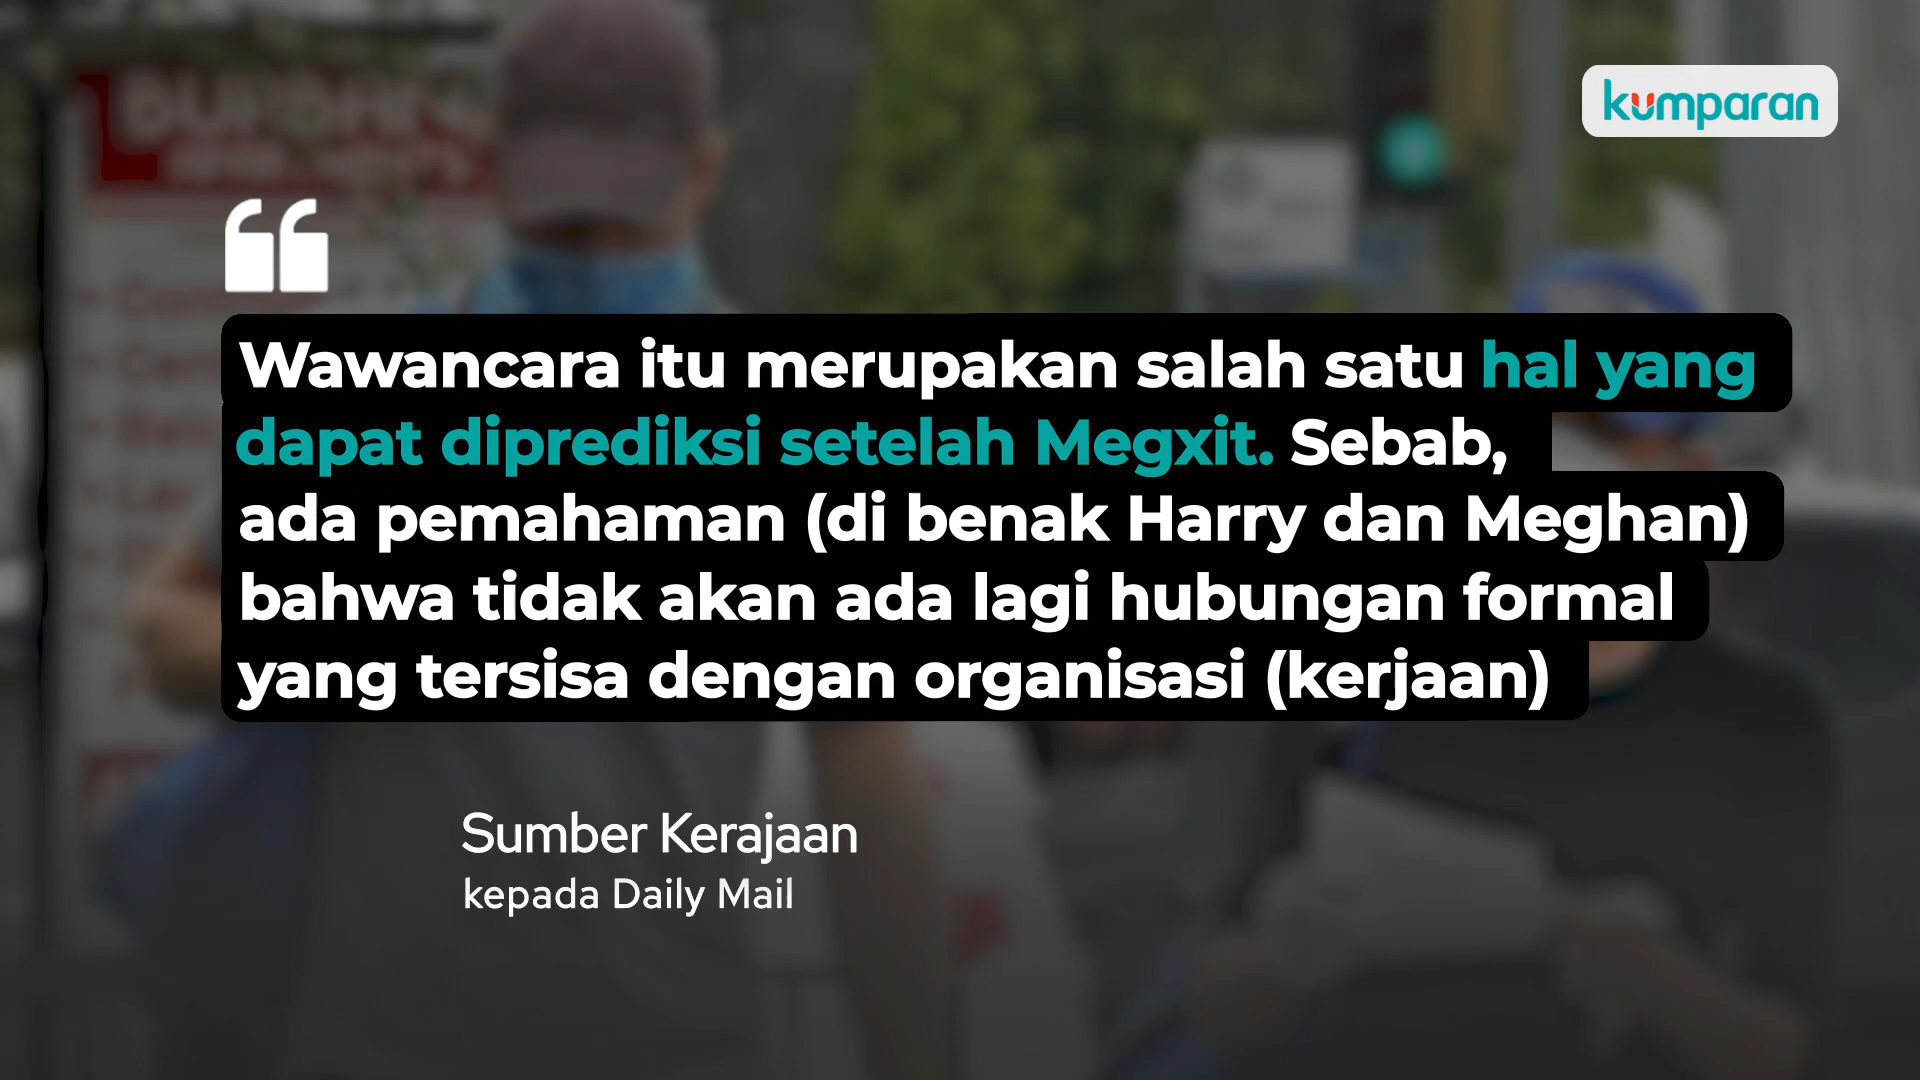 kumparan
“
Wawancara itu merupakan salah satu hal yang
dapat diprediksi setelah Megxit. Sebab,
ada pemahaman (di benak Harry dan Meghan)
bahwa tidak akan ada lagi hubungan formal
yang tersisa dengan organisasi (kerjaan)
Sumber Kerajaan
kepada Daily Mail